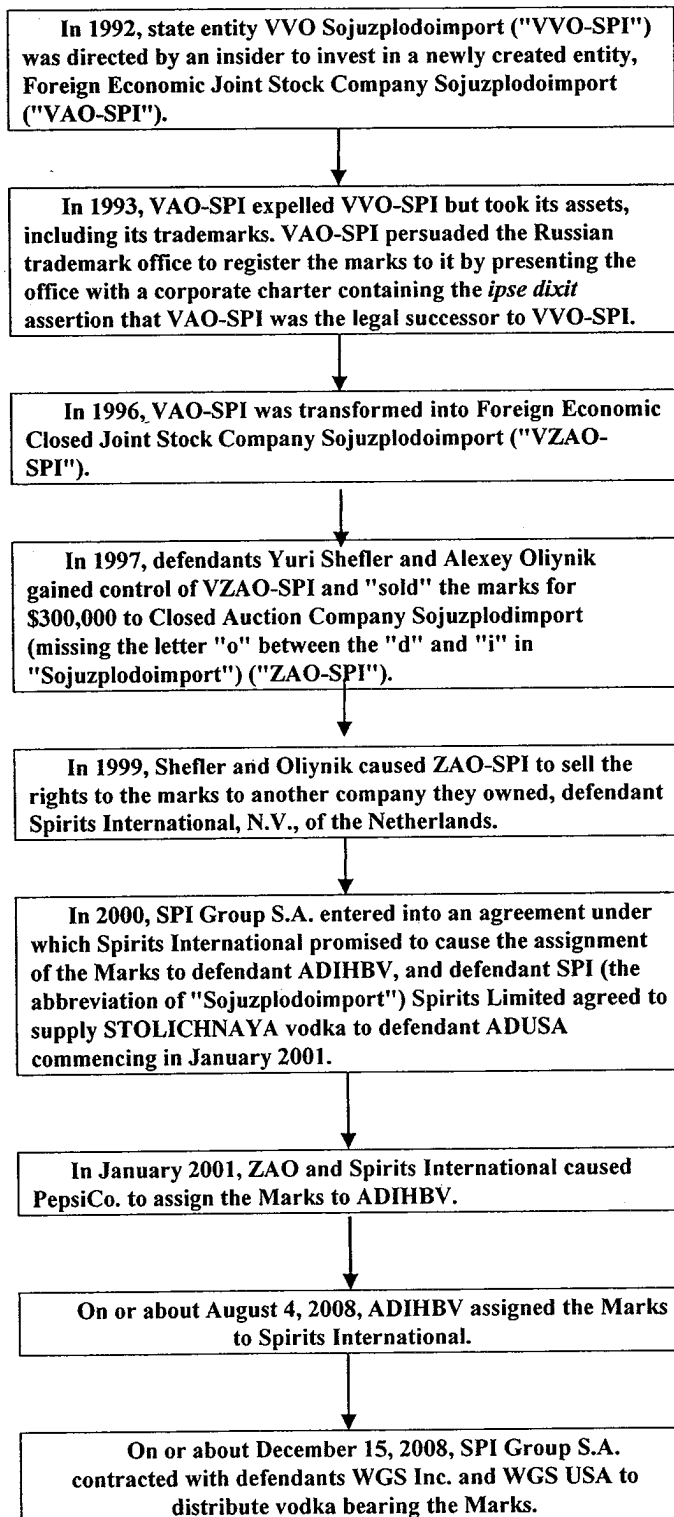 In 1992, state entity VVO Sojuzplodoimport ("VVO-SPI")
was directed by an insider to invest in a newly created entity,
Foreign Economic Joint Stock Company Sojuzplodoimport
("VAO-SPI").
In 1993, VAO-SPI expelled VVO-SPI but took its assets,
including its trademarks. VAO-SPI persuaded the Russian
trademark office to register the marks to it by presenting the
office with a corporate charter containing the ipse dixit
assertion that VAO-SPI was the legal successor to VVO-SPI.
In 1996, VAO-SPI was transformed into Foreign Economic
Closed Joint Stock Company Sojuzplodoimport ("VZAO-
SPI").
In 1997, defendants Yuri Shefler and Alexey Oliynik
gained control of VZAO-SPI and "sold" the marks for
$300,000 to Closed Auction Company Sojuzplodimport
(missing the letter "o" between the "d" and "i" in
"Sojuzplodoimport") ("ZAO-SPI").
In 1999, Shefler and Oliynik caused ZAO-SPI to sell the
rights to the marks to another company they owned, defendant
Spirits International, N.V., of the Netherlands.
In 2000, SPI Group S.A. entered into an agreement under
which Spirits International promised to cause the assignment
of the Marks to defendant ADIHBV, and defendant SPI (the
abbreviation of "Sojuzplodoimport") Spirits Limited agreed to
supply STOLICHNAYA vodka to defendant ADUSA
commencing in January 2001.
In January 2001, ZAO and Spirits International caused
PepsiCo. to assign the Marks to ADIHBV.
On or about August 4, 2008, ADIHBV assigned the Marks
to Spirits International.
On or about December 15, 2008, SPI Group S.A.
contracted with defendants WGS Inc. and WGS USA to
distribute vodka bearing the Marks.